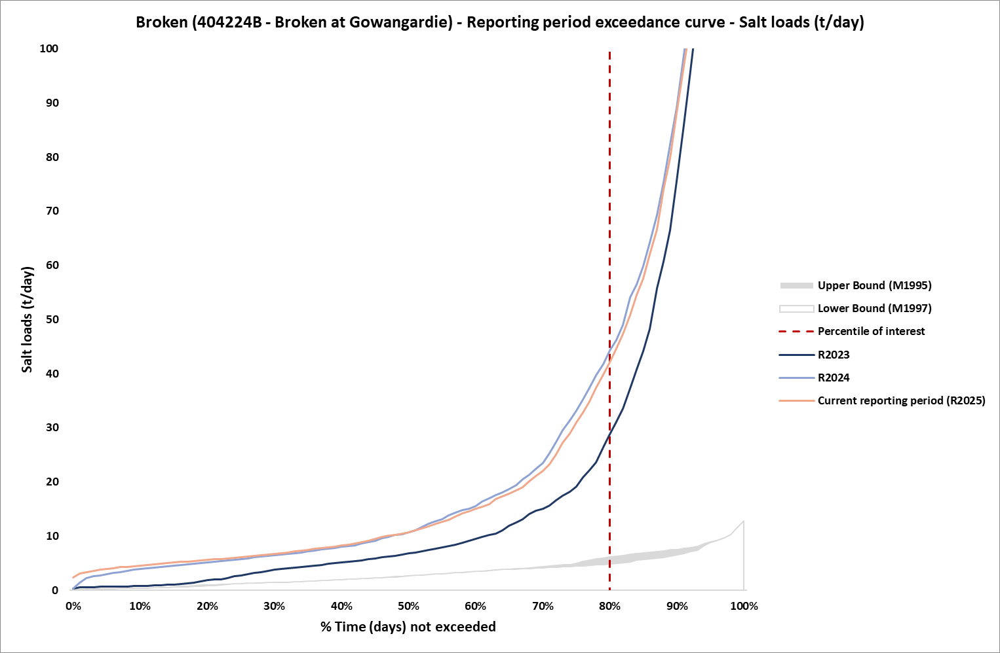 Broken (404224B - Broken at Gowangardie) - Reporting period exceedance curve - Salt loads (t/day)
100
90
80
70
60
50
40
30
20
10
0
Salt loads (t/day)
0%
10%
20%
30%
40%
50%
60%
70%
80%
90%
100%
% Time (days) not exceeded
Upper Bound (M1995)
Lower Bound (M1997)
Percentile of interest
R2023
R2024
Current reporting period (R2025)